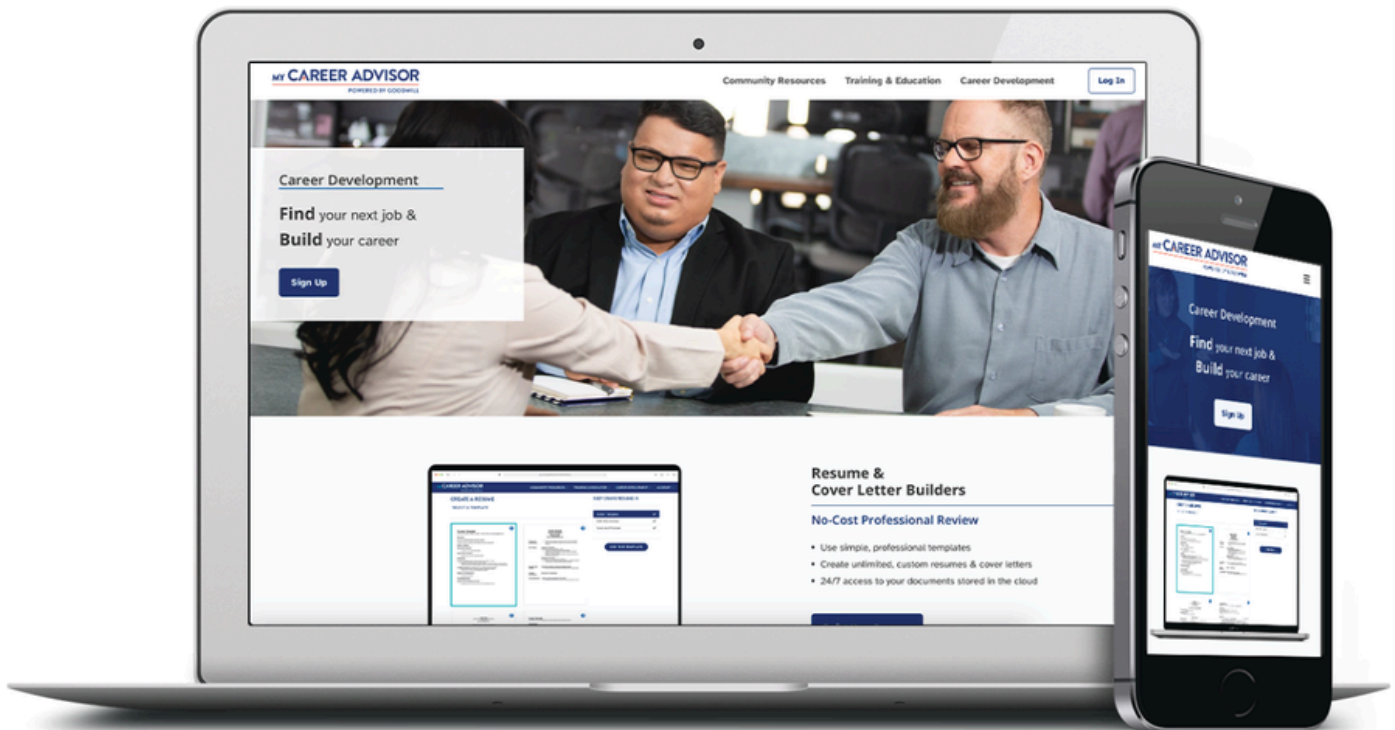 MY CAREER ADVISOR
POWERED BY GOODWILL
Community Resources Training & Education Career Development Log In
Career Development
Find your next job &
Build your career
Sign Up
Resume &
Cover Letter Builders
No-Cost Professional Review
• Use simple, professional templates
• Create unlimited, custom resumes & cover letters
• 24/7 access to your documents stored in the cloud
CAREER ADVISOR
CREATE A RESUME
SELECT A TEMPLATE
MY CAREER ADVISOR
Career Development
Find your next job &
Build your career
Sign Up